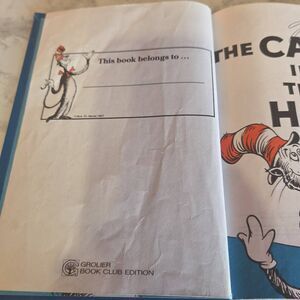 This book belongs to ...
GROLIER
BOOK CLUB EDITION
THE CA
I
T
H